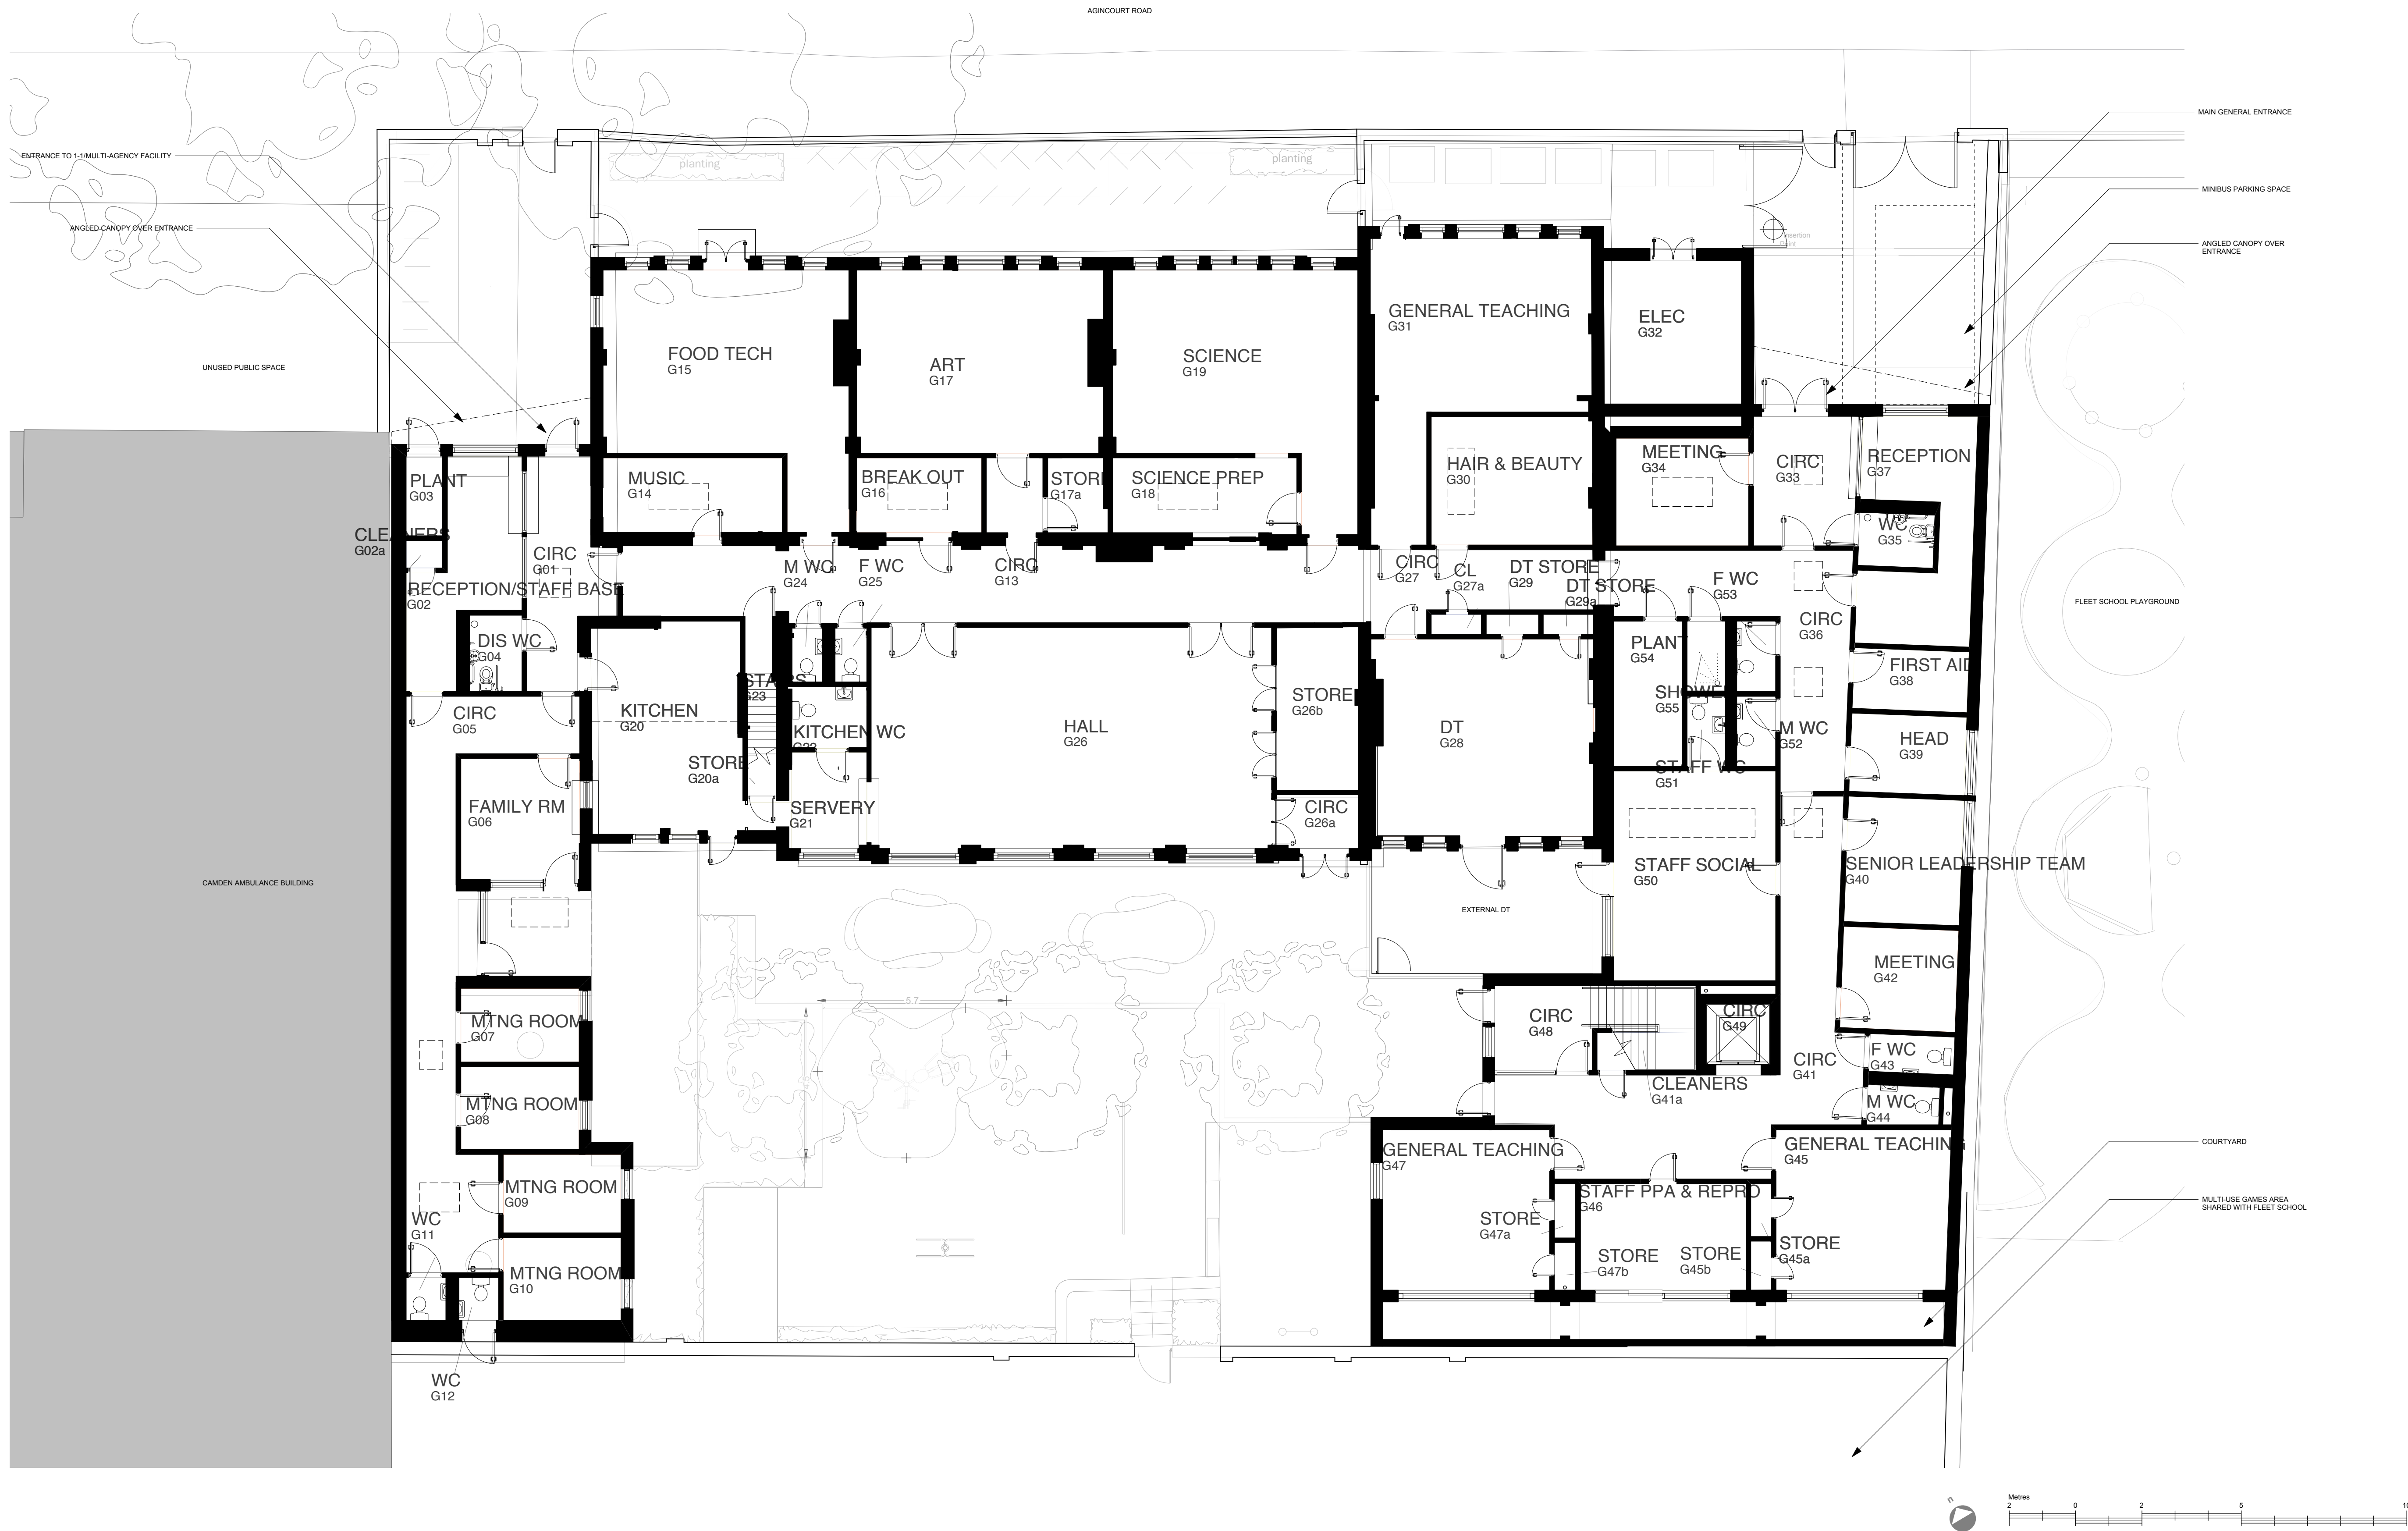 AGINCOURT ROAD
MAIN GENERAL ENTRANCE
ENTRANCE TO 1-1/MULTI-AGENCY FACILITY
planting
planting
MINIBUS PARKING SPACE
ANGLED CANOPY OVER ENTRANCE
ANGLED CANOPY OVER
ENTRANCE
UNUSED PUBLIC SPACE
FOOD TECH
G15
ART
G17
SCIENCE
G19
GENERAL TEACHING
G31
ELEC
G32
PLANT
G03
CLEANERS
G02a
CIRC
G01
RECEPTION/STAFF BASE
G02
DIS WC
G04
CIRC
G05
MUSIC
G14
BREAK OUT
G16
STORE
G17a
SCIENCE PREP
G18
HAIR & BEAUTY
G30
MEETING
G34
CIRC
G33
RECEPTION
G37
WC
G35
M WC
G24
F WC
G25
CIRC
G13
CIRC
G27
CL
G27a
DT STORE
G29
DT STORE
G29a
F WC
G53
CIRC
G36
FLEET SCHOOL PLAYGROUND
PLANT
G54
FIRST AID
G38
KITCHEN
G20
STAIRS
G23
KITCHEN WC
STORE
G20a
SERVERY
G21
HALL
G26
STORE
G26b
CIRC
G26a
DT
G28
SHOWER
G55
M WC
G52
STAFF WC
G51
HEAD
G39
FAMILY RM
G06
CAMDEN AMBULANCE BUILDING
STAFF SOCIAL
G50
SENIOR LEADERSHIP TEAM
G40
EXTERNAL DT
MEETING
G42
5.7
MTNG ROOM
G07
MTNG ROOM
G08
MTNG ROOM
G09
MTNG ROOM
G10
WC
G11
WC
G12
CIRC
G48
CIRC
G49
CIRC
G41
CLEANERS
G41a
F WC
G43
M WC
G44
GENERAL TEACHING
G47
GENERAL TEACHING
G45
STAFF PPA & REPRO
G46
STORE
G47a
STORE
G47b
STORE
G45b
STORE
G45a
COURTYARD
MULTI-USE GAMES AREA
SHARED WITH FLEET SCHOOL
n
Metres
2 0 2 5 10